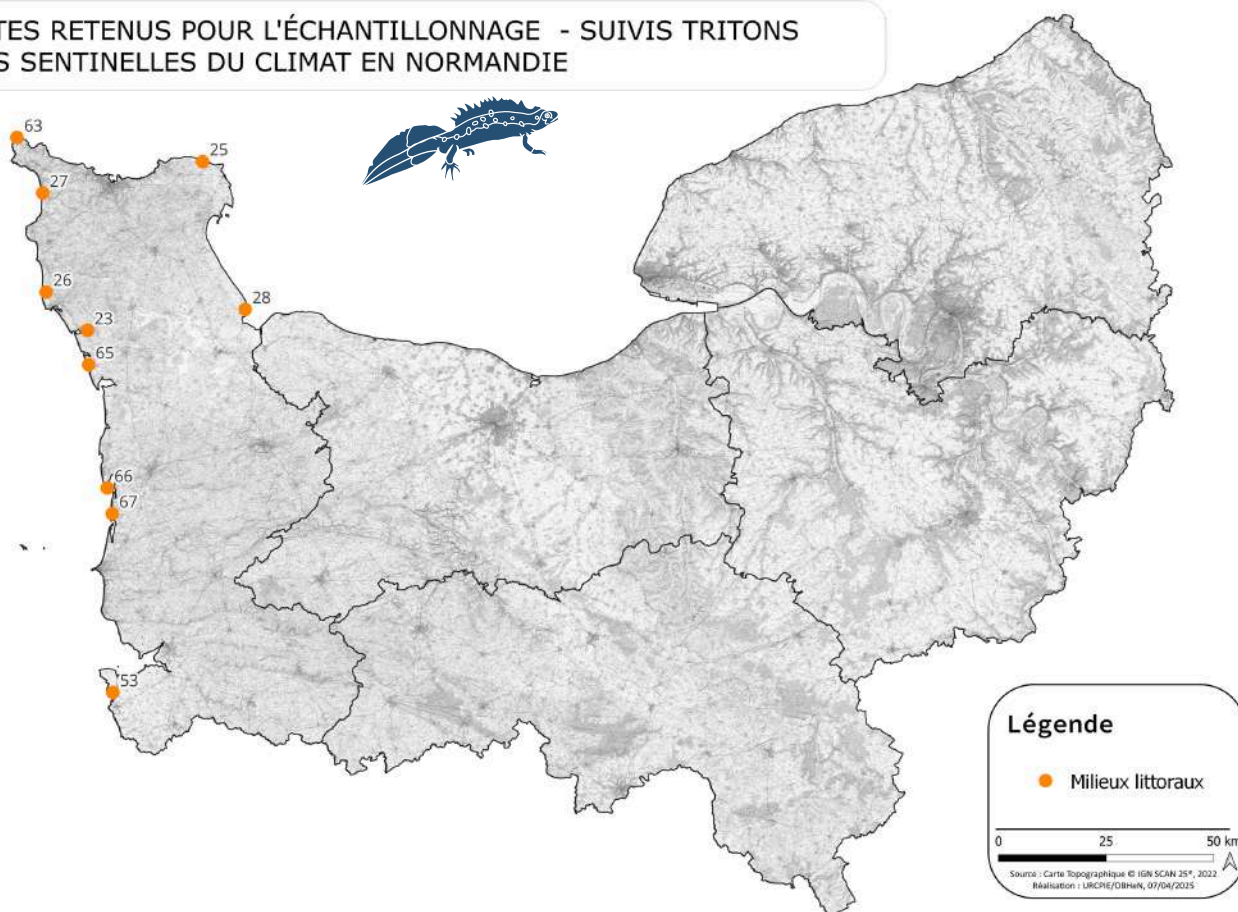 TES RETENUS POUR L'ÉCHANTILLONNAGE - SUIVIS TRITONS
S SENTINELLES DU CLIMAT EN NORMANDIE
63
25
27
26
28
23
65
66
67
53
Légende
Milieux littoraux
0 25 50 km
Source : Carte Topographique © IGN SCAN 25®, 2022
Réalisation : URCPIE/OBHeN, 07/04/2025